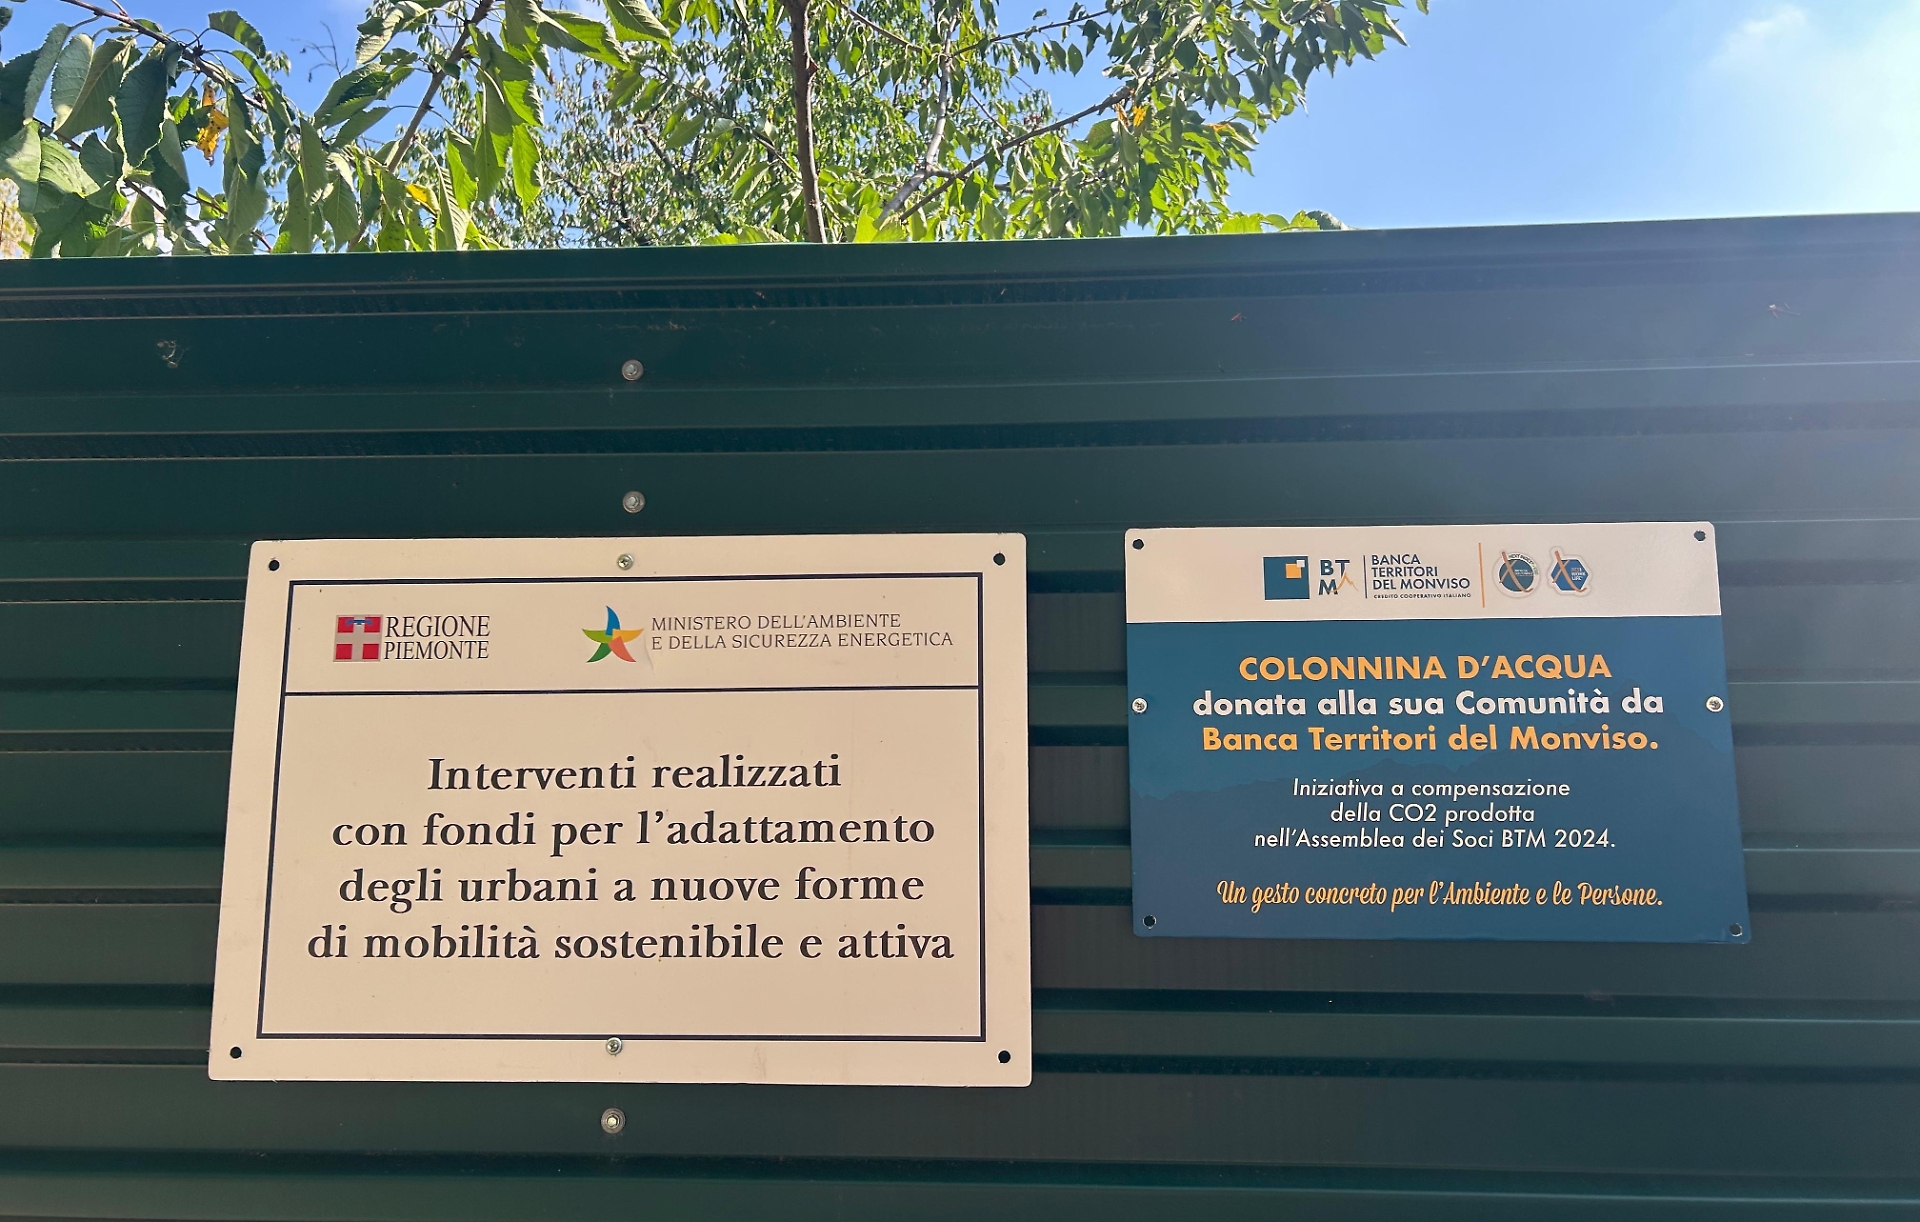 REGIONE
PIEMONTE
MINISTERO DELL'AMBIENTE
E DELLA SICUREZZA ENERGETICA
Interventi realizzati
con fondi per l'adattamento
degli urbani a nuove forme
di mobilità sostenibile e attiva
BT
M
BANCA
TERRITORI
DEL MONVISO
CREDITO COOPERATIVO ITALIANO
COLONNINA D'ACQUA
donata alla sua Comunità da
Banca Territori del Monviso.
Iniziativa a compensazione
della CO2 prodotta
nell'Assemblea dei Soci BTM 2024.
Un gesto concreto per l'Ambiente e le Persone.